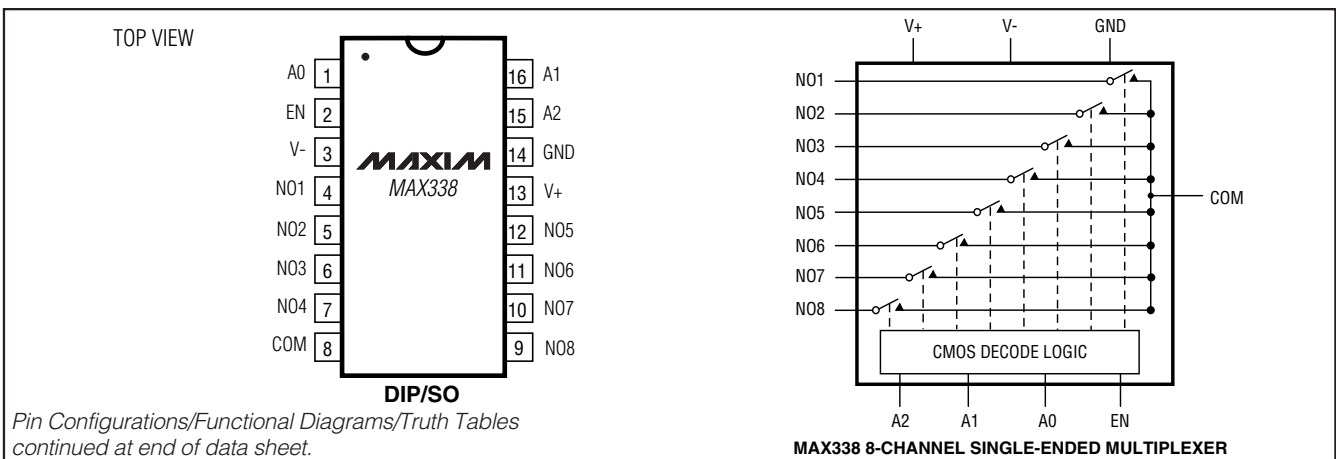 TOP VIEW
A0 1
EN 2
V- 3
NO1 4
NO2 5
NO3 6
NO4 7
COM 8
MAXIM
MAX338
16 A1
15 A2
14 GND
13 V+
12 NO5
11 NO6
10 NO7
9 NO8
DIP/SO
Pin Configurations/Functional Diagrams/Truth Tables
continued at end of data sheet.
V+ V- GND
NO1
NO2
NO3
NO4
NO5
NO6
NO7
NO8
COM
CMOS DECODE LOGIC
A2 A1 A0 EN
MAX338 8-CHANNEL SINGLE-ENDED MULTIPLEXER